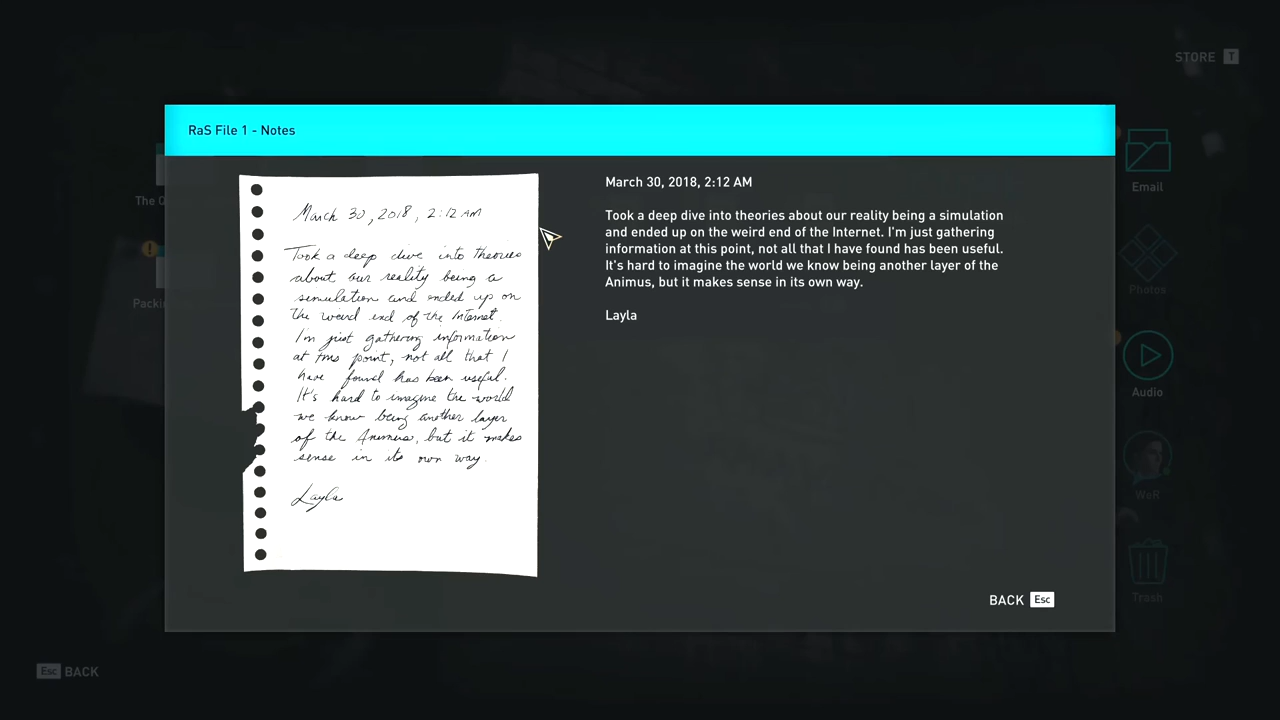 STORE T
RaS File 1 - Notes
March 30, 2018, 2:12 AM
Took a deep dive into theories
about our reality being a
simulation and ended up on
the weird end of the Internet.
I'm just gathering information
at this point, not all that I
have found has been useful.
It's hard to imagine the world
we know being another layer
of the Animus, but it makes
sense in its own way.
Layla
March 30, 2018, 2:12 AM
Took a deep dive into theories about our reality being a simulation
and ended up on the weird end of the Internet. I'm just gathering
information at this point, not all that I have found has been useful.
It's hard to imagine the world we know being another layer of the
Animus, but it makes sense in its own way.
Layla
BACK Esc
The
Email
Photos
Audio
WeR
Trash
Esc BACK